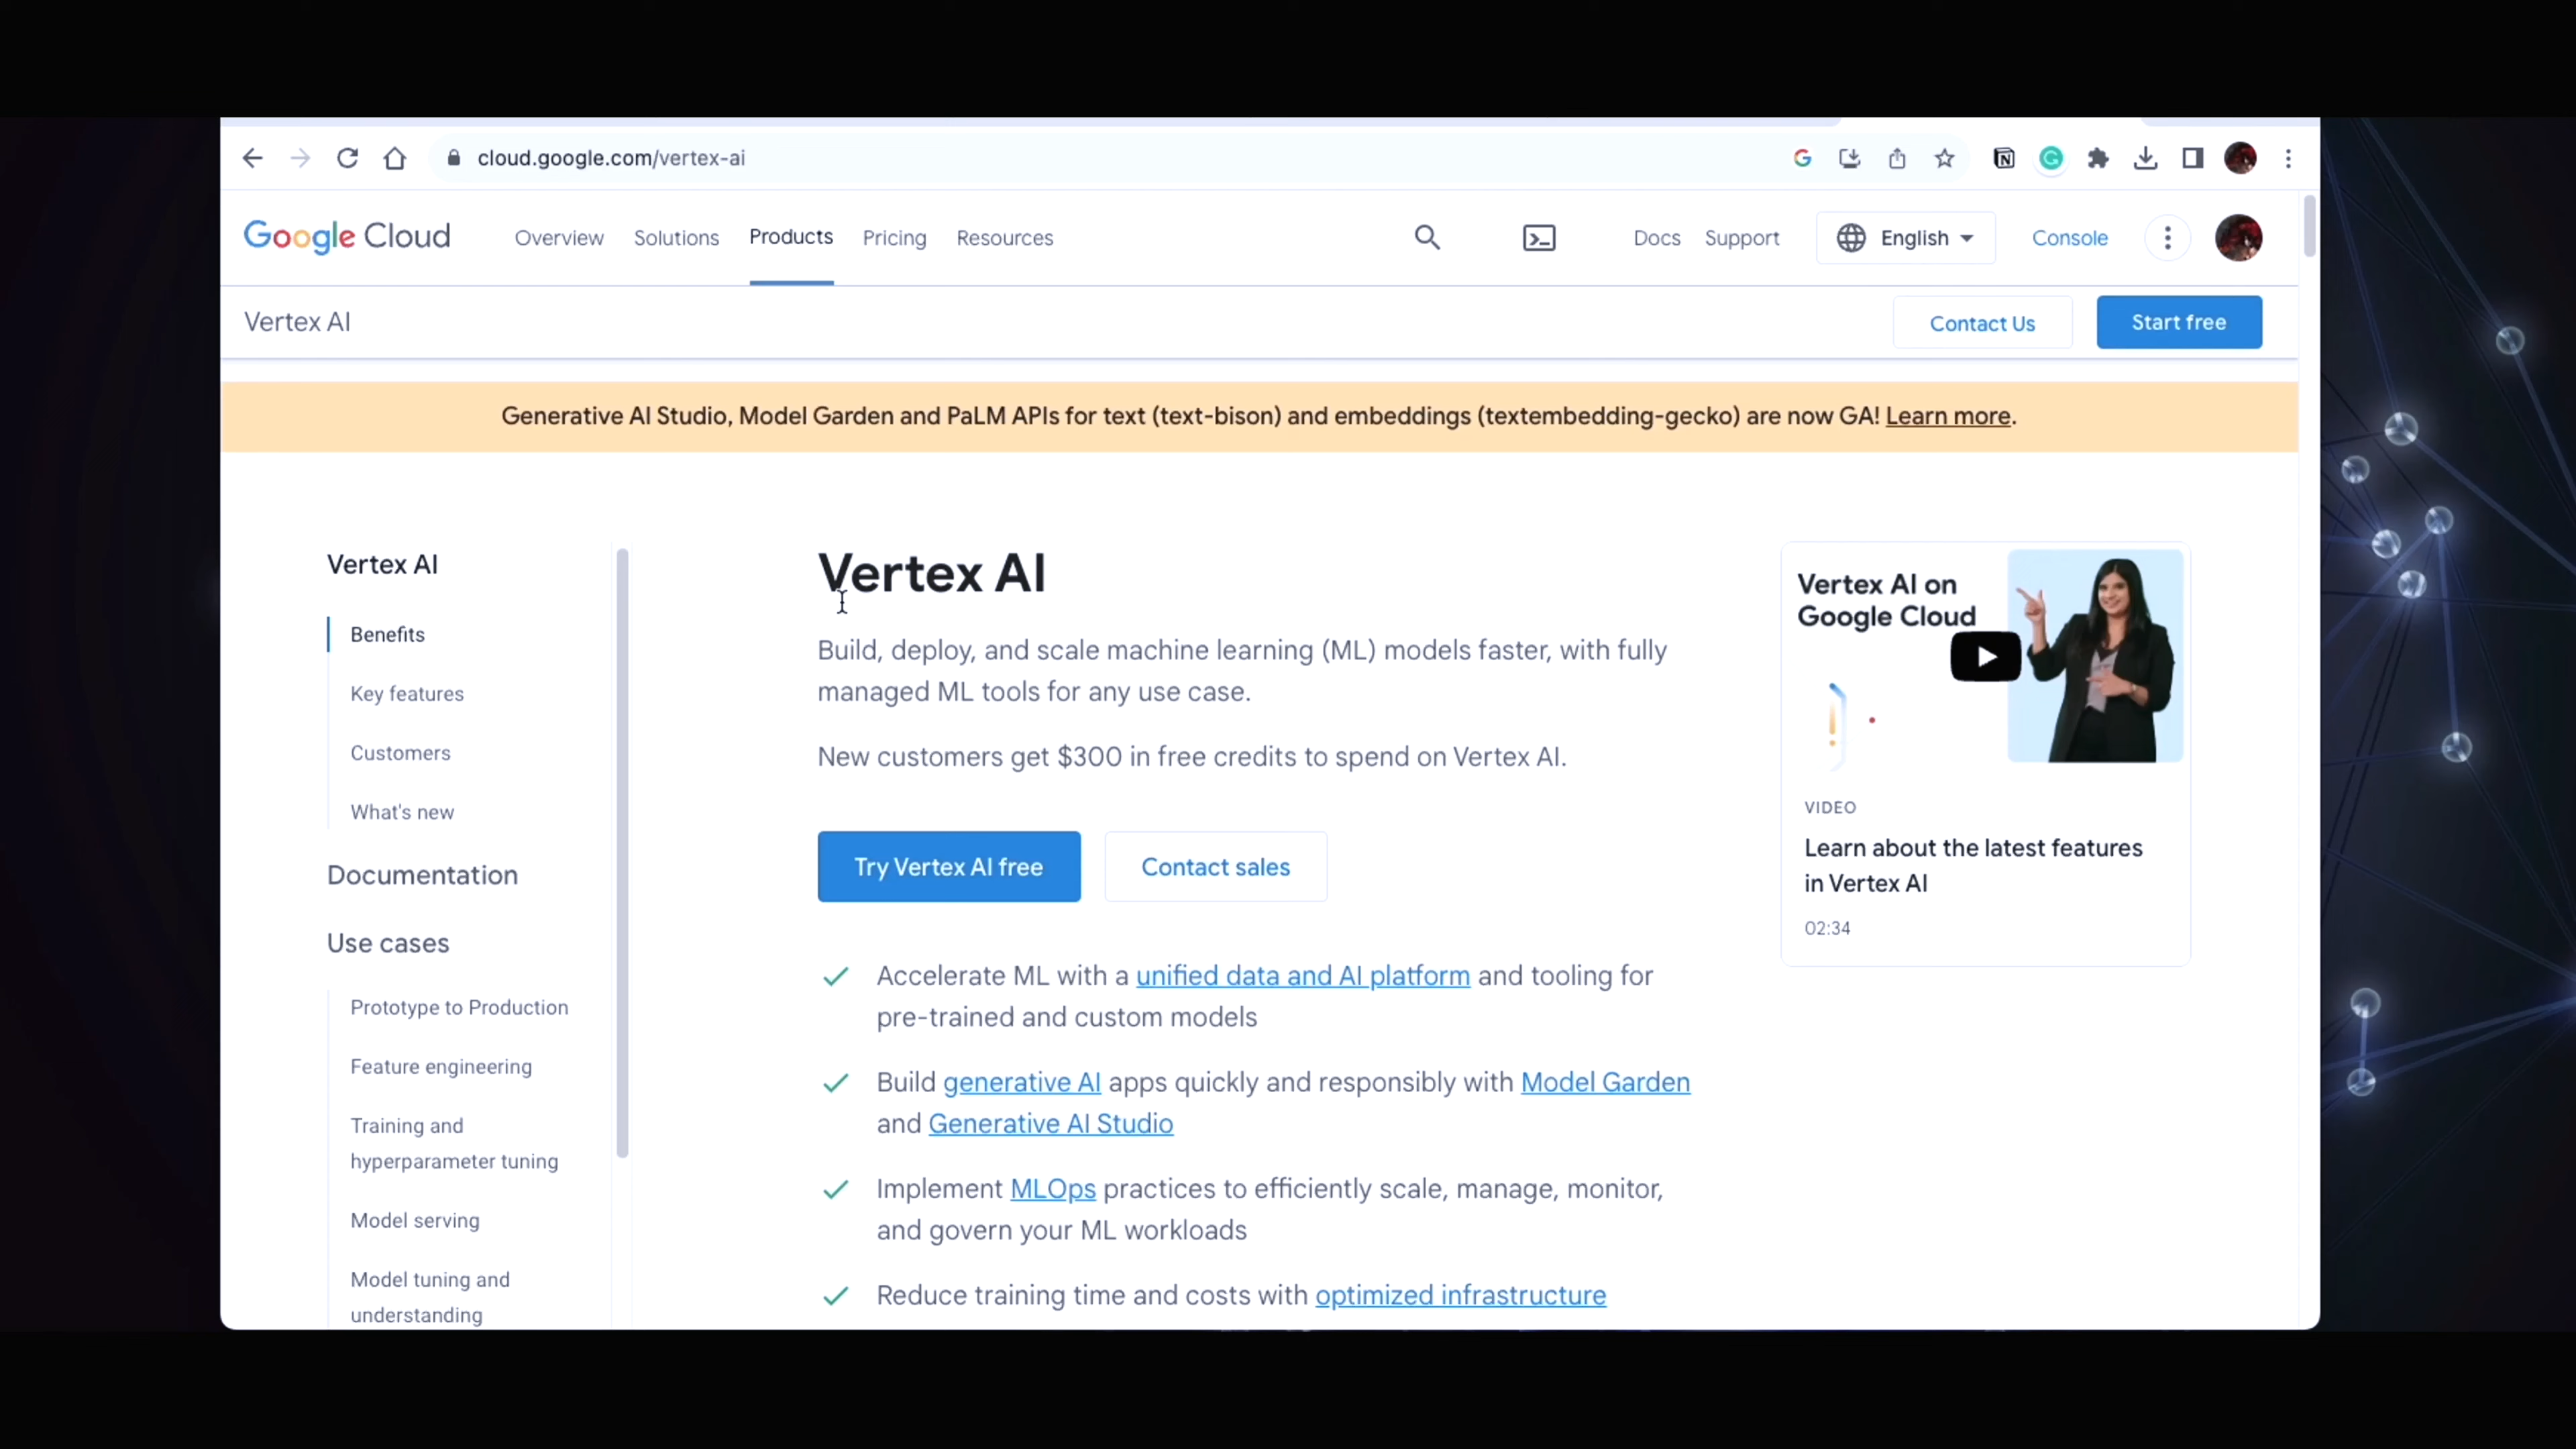 cloud.google.com/vertex-ai
Google Cloud
Overview
Solutions
Products
Pricing
Resources
Docs
Support
English
Console
Vertex AI
Contact Us
Start free
Generative AI Studio, Model Garden and PaLM APIs for text (text-bison) and embeddings (textembedding-gecko) are now GA! Learn more.
Vertex AI
Benefits
Key features
Customers
What's new
Documentation
Use cases
Prototype to Production
Feature engineering
Training and
hyperparameter tuning
Model serving
Model tuning and
understanding
Vertex AI
Build, deploy, and scale machine learning (ML) models faster, with fully
managed ML tools for any use case.
New customers get $300 in free credits to spend on Vertex AI.
Try Vertex AI free
Contact sales
Accelerate ML with a unified data and AI platform and tooling for
pre-trained and custom models
Build generative AI apps quickly and responsibly with Model Garden
and Generative AI Studio
Implement MLOps practices to efficiently scale, manage, monitor,
and govern your ML workloads
Reduce training time and costs with optimized infrastructure
Vertex AI on
Google Cloud
VIDEO
Learn about the latest features
in Vertex AI
02:34